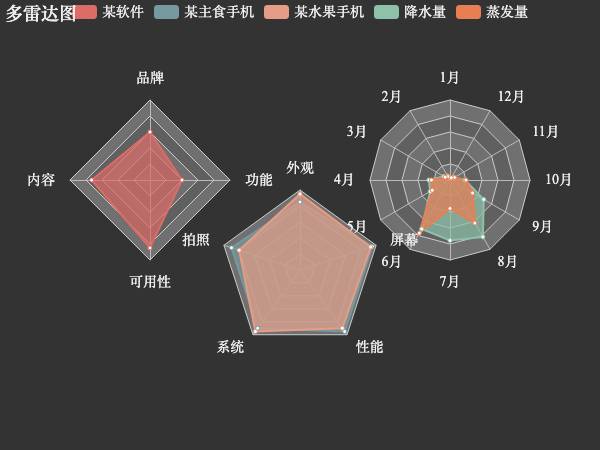 多雷达图 某软件 某主食手机 某水果手机 降水量 蒸发量
品牌
内容
功能
可用性
外观
拍照
屏幕
系统
性能
1月
2月
12月
3月
11月
4月
10月
5月
9月
6月
8月
7月